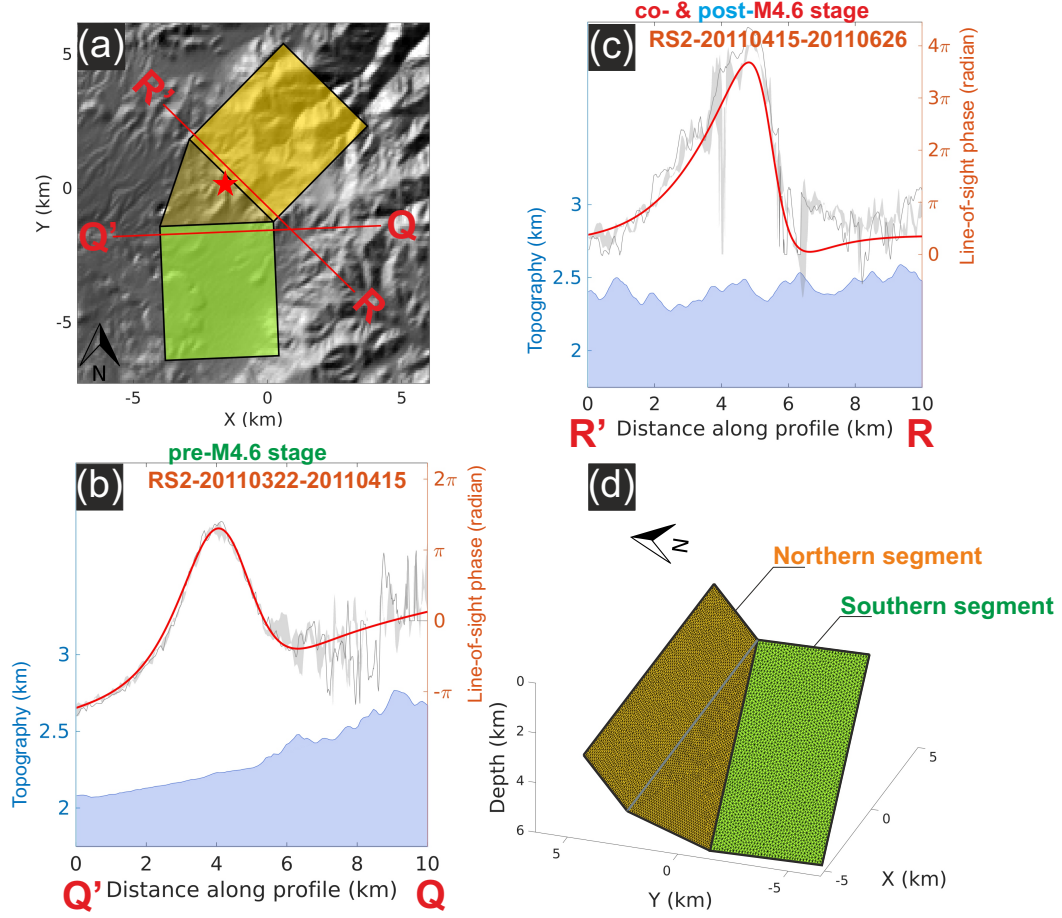 (a)
5
0
-5
Y (km)
R'
Q'
Q
R
N
-5
0
5
X (km)
(b)
pre-M4.6 stage
RS2-20110322-20110415
2π
π
0
-π
Line-of-sight phase (radian)
3
2.5
2
Topography (km)
0
2
4
6
8
10
Q' Distance along profile (km) Q
(c)
co- & post-M4.6 stage
RS2-20110415-20110626
4π
3π
2π
π
0
Line-of-sight phase (radian)
3
2.5
2
Topography (km)
0
2
4
6
8
10
R' Distance along profile (km) R
(d)
N
Northern segment
Southern segment
0
2
4
6
Depth (km)
5
0
-5
Y (km)
5
0
-5
X (km)